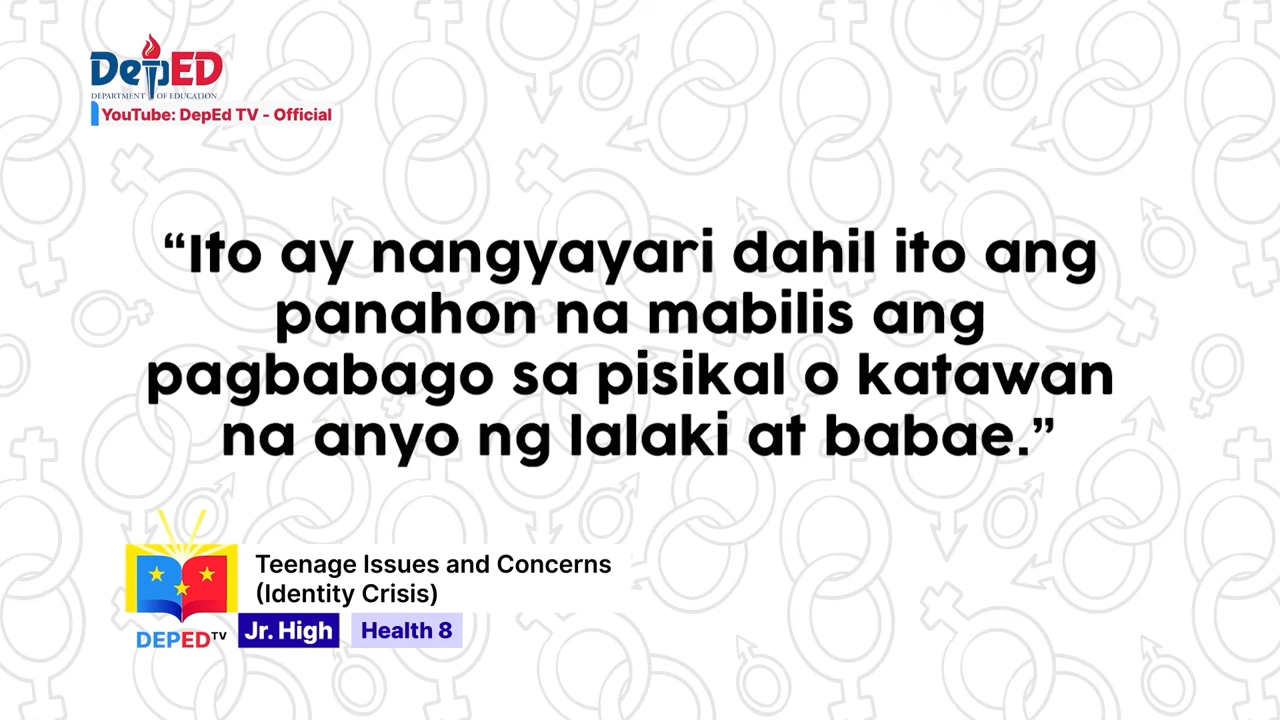 DepED
DEPARTMENT OF EDUCATION
YouTube: DepEd TV - Official
“Ito ay nangyayari dahil ito ang
panahon na mabilis ang
pagbabago sa pisikal o katawan
na anyo ng lalaki at babae.”
Teenage Issues and Concerns
(Identity Crisis)
DEPED TV
Jr. High
Health 8